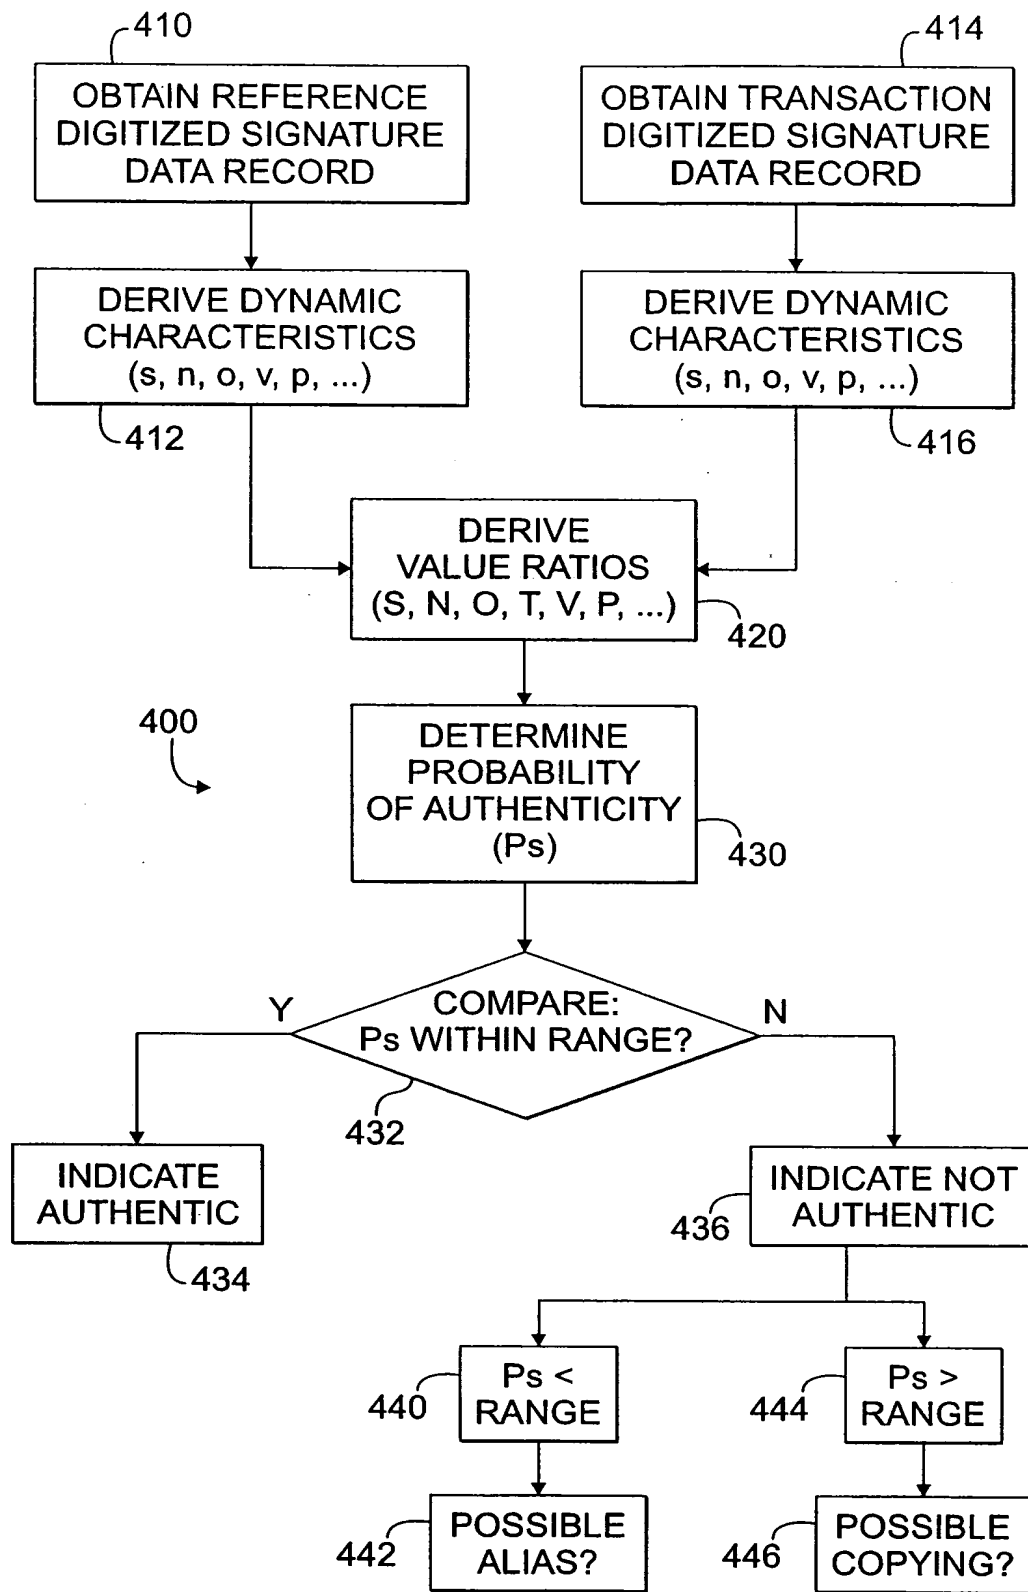 410
OBTAIN REFERENCE
DIGITIZED SIGNATURE
DATA RECORD
414
OBTAIN TRANSACTION
DIGITIZED SIGNATURE
DATA RECORD
DERIVE DYNAMIC
CHARACTERISTICS
(s, n, o, v, p, ...)
412
DERIVE DYNAMIC
CHARACTERISTICS
(s, n, o, v, p, ...)
416
DERIVE
VALUE RATIOS
(S, N, O, T, V, P, ...)
420
400
DETERMINE
PROBABILITY
OF AUTHENTICITY
(Ps)
430
Y
COMPARE:
Ps WITHIN RANGE?
N
432
INDICATE
AUTHENTIC
434
INDICATE NOT
AUTHENTIC
436
Ps <
RANGE
440
Ps >
RANGE
444
POSSIBLE
ALIAS?
442
POSSIBLE
COPYING?
446